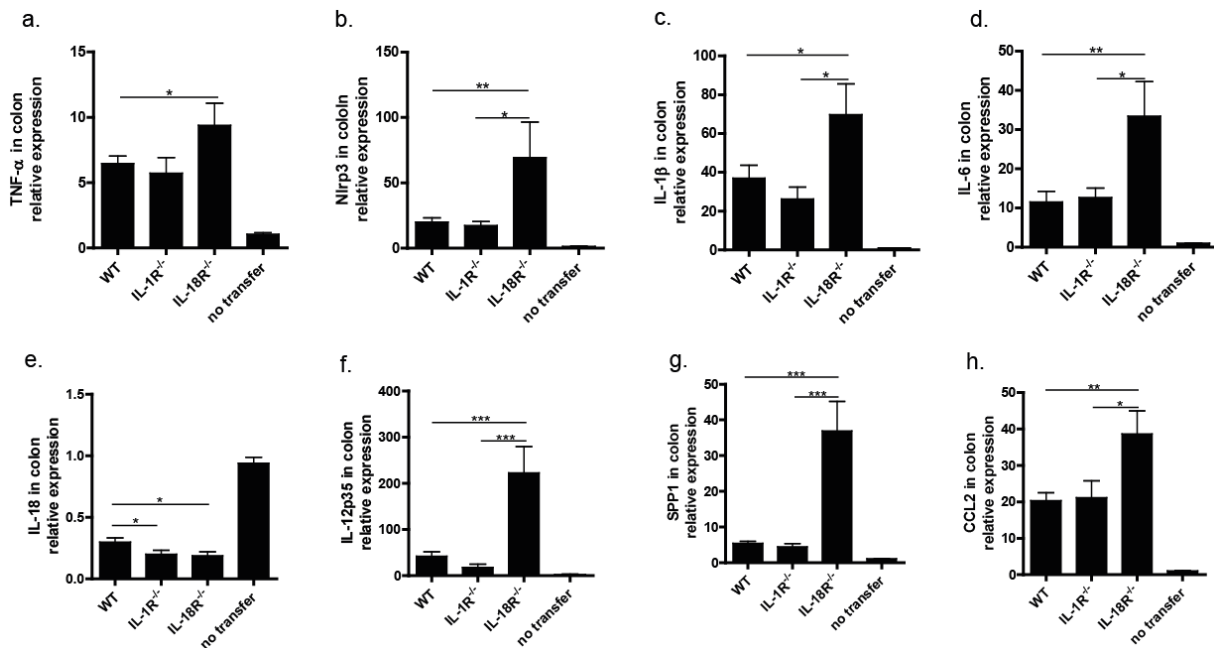 a.
TNF-α in colon
relative expression
15
10
5
0
*
WT
IL-1R-/-
IL-18R-/-
no transfer
b.
Nlrp3 in cololn
relative expression
150
100
50
0
**
*
WT
IL-1R-/-
IL-18R-/-
no transfer
c.
IL-1β in colon
relative expression
100
80
60
40
20
0
*
*
WT
IL-1R-/-
IL-18R-/-
no transfer
d.
IL-6 in colon
relative expression
50
40
30
20
10
0
**
*
WT
IL-1R-/-
IL-18R-/-
no transfer
e.
IL-18 in colon
relative expression
1.5
1.0
0.5
0.0
*
*
WT
IL-1R-/-
IL-18R-/-
no transfer
f.
IL-12p35 in colon
relative expression
400
300
200
100
0
***
***
WT
IL-1R-/-
IL-18R-/-
no transfer
g.
SPP1 in colon
relative expression
50
40
30
20
10
0
***
***
WT
IL-1R-/-
IL-18R-/-
no transfer
h.
CCL2 in colon
relative expression
50
40
30
20
10
0
**
*
WT
IL-1R-/-
IL-18R-/-
no transfer